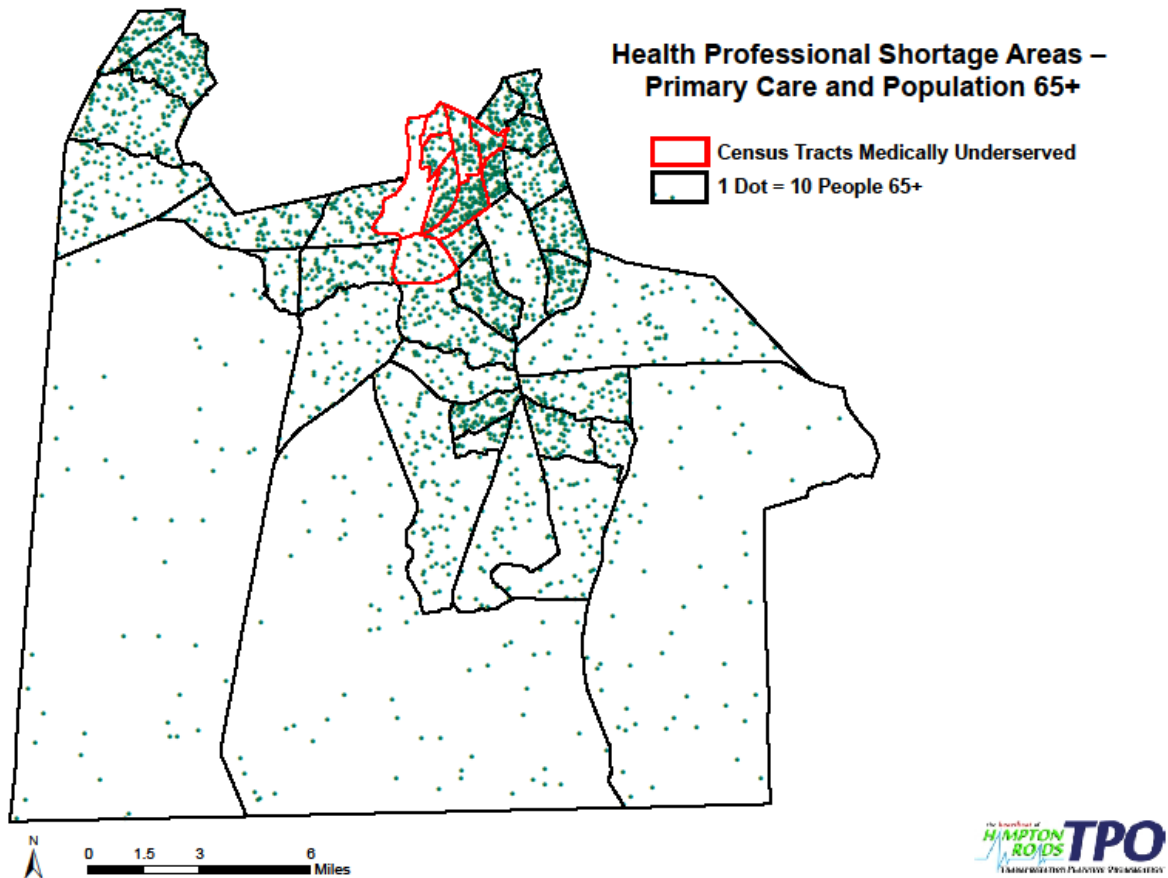 Health Professional Shortage Areas –
Primary Care and Population 65+
Census Tracts Medically Underserved
1 Dot = 10 People 65+
N
0 1.5 3 6
Miles
HAMPTON
ROADS TPO